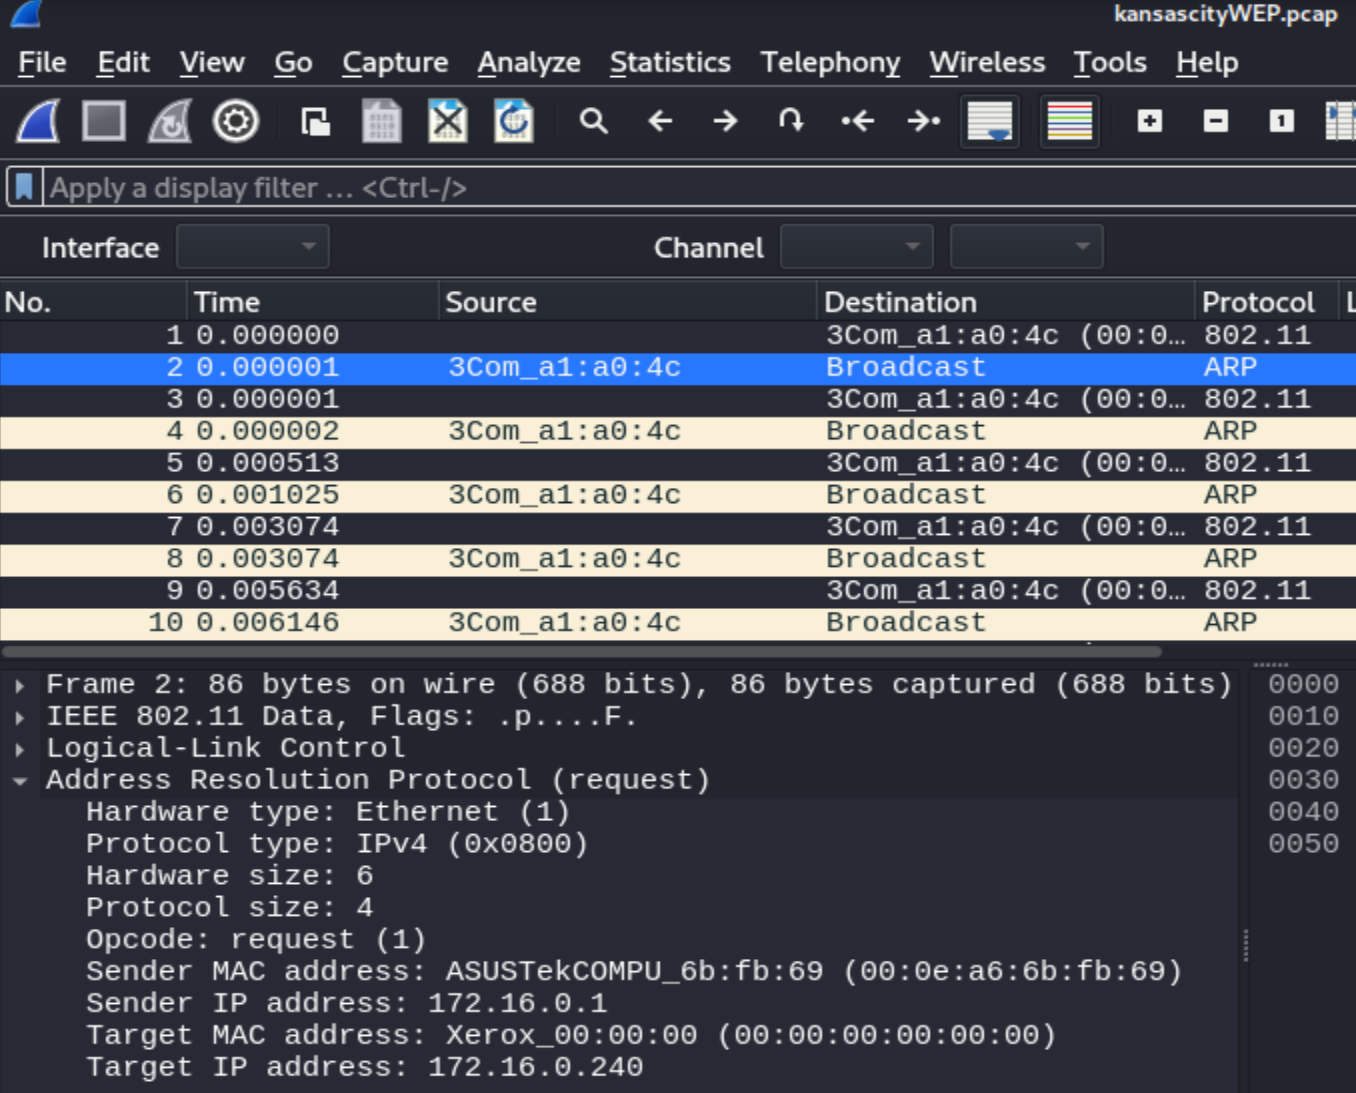 kansascityWEP.pcap
File Edit View Go Capture Analyze Statistics Telephony Wireless Tools Help
Apply a display filter ... <Ctrl-/>
Interface Channel
No. Time Source Destination Protocol L
1 0.000000 3Com_a1:a0:4c (00:0… 802.11
2 0.000001 3Com_a1:a0:4c Broadcast ARP
3 0.000001 3Com_a1:a0:4c (00:0… 802.11
4 0.000002 3Com_a1:a0:4c Broadcast ARP
5 0.000513 3Com_a1:a0:4c (00:0… 802.11
6 0.001025 3Com_a1:a0:4c Broadcast ARP
7 0.003074 3Com_a1:a0:4c (00:0… 802.11
8 0.003074 3Com_a1:a0:4c Broadcast ARP
9 0.005634 3Com_a1:a0:4c (00:0… 802.11
10 0.006146 3Com_a1:a0:4c Broadcast ARP
Frame 2: 86 bytes on wire (688 bits), 86 bytes captured (688 bits) 0000
IEEE 802.11 Data, Flags: .p....F. 0010
Logical-Link Control 0020
Address Resolution Protocol (request) 0030
Hardware type: Ethernet (1) 0040
Protocol type: IPv4 (0x0800) 0050
Hardware size: 6
Protocol size: 4
Opcode: request (1)
Sender MAC address: ASUSTekCOMPU_6b:fb:69 (00:0e:a6:6b:fb:69)
Sender IP address: 172.16.0.1
Target MAC address: Xerox_00:00:00 (00:00:00:00:00:00)
Target IP address: 172.16.0.240